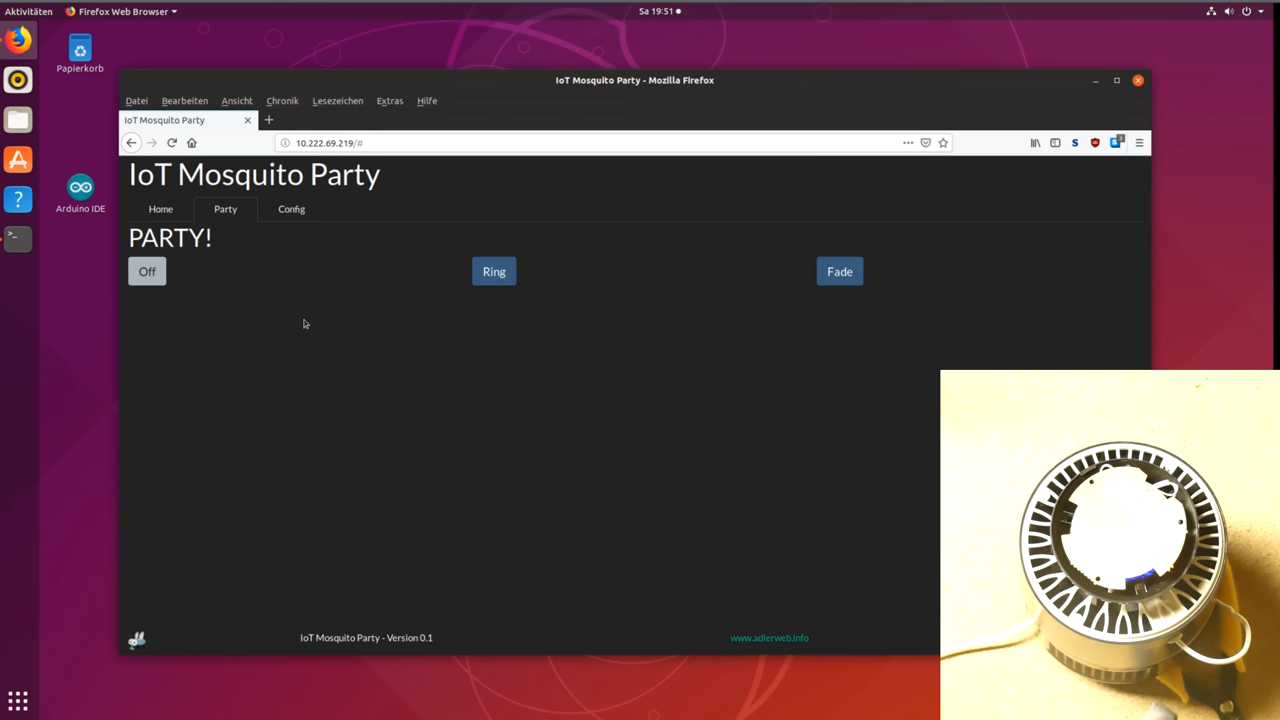 Aktivitäten Firefox Web Browser Sa 19:51
Papierkorb
IoT Mosquito Party - Mozilla Firefox
Datei Bearbeiten Ansicht Chronik Lesezeichen Extras Hilfe
IoT Mosquito Party
10.222.69.219/#
IoT Mosquito Party
Home Party Config
Arduino IDE
PARTY!
Off Ring Fade
IoT Mosquito Party - Version 0.1 www.adlerweb.info